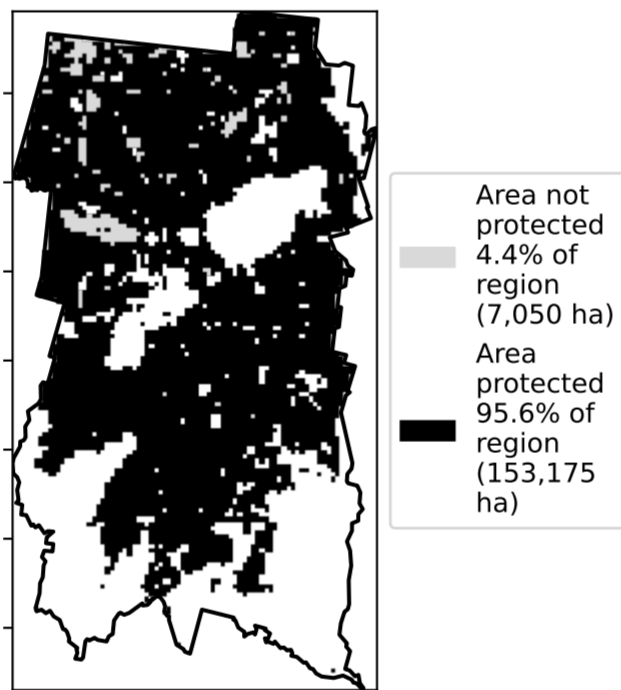 Area not
protected
4.4% of
region
(7,050 ha)
Area
protected
95.6% of
region
(153,175
ha)